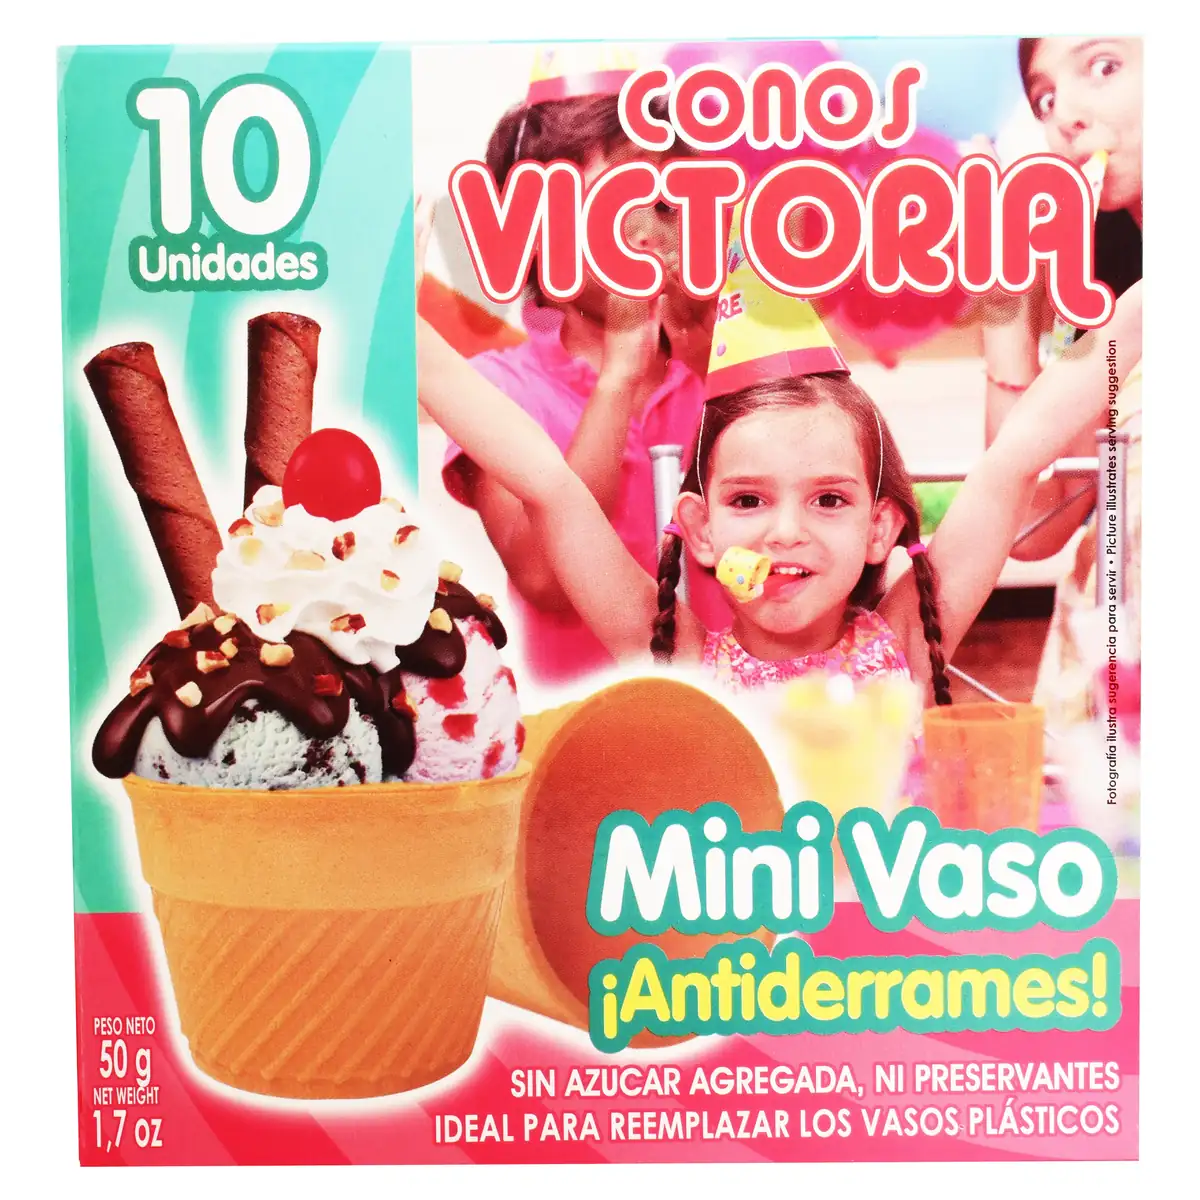 10
Unidades
CONOS
VICTORIA
RE
Fotografía ilustra sugerencia para servir • Picture illustrates serving suggestion
Mini Vaso
¡Antiderrames!
PESO NETO
50 g
NET WEIGHT
1,7 oz
SIN AZUCAR AGREGADA, NI PRESERVANTES
IDEAL PARA REEMPLAZAR LOS VASOS PLÁSTICOS